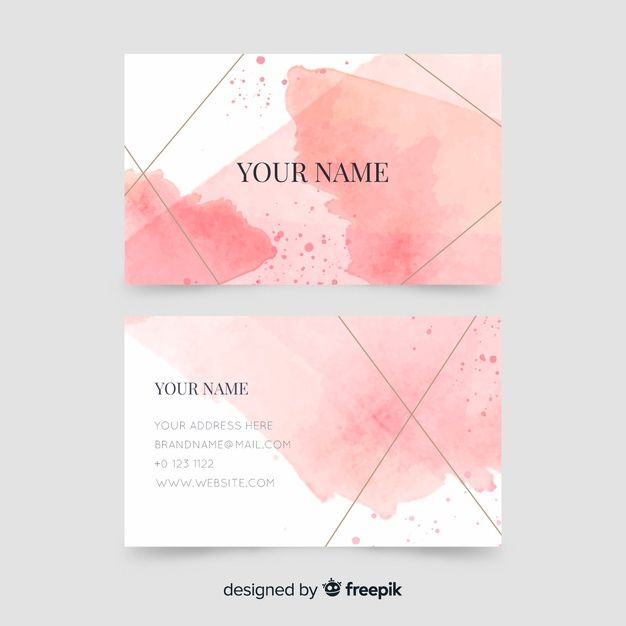 YOUR NAME
YOUR NAME
YOUR ADDRESS HERE
BRANDNAME@MAIL.COM
+0 123 1122
WWW.WEBSITE.COM
designed by freepik